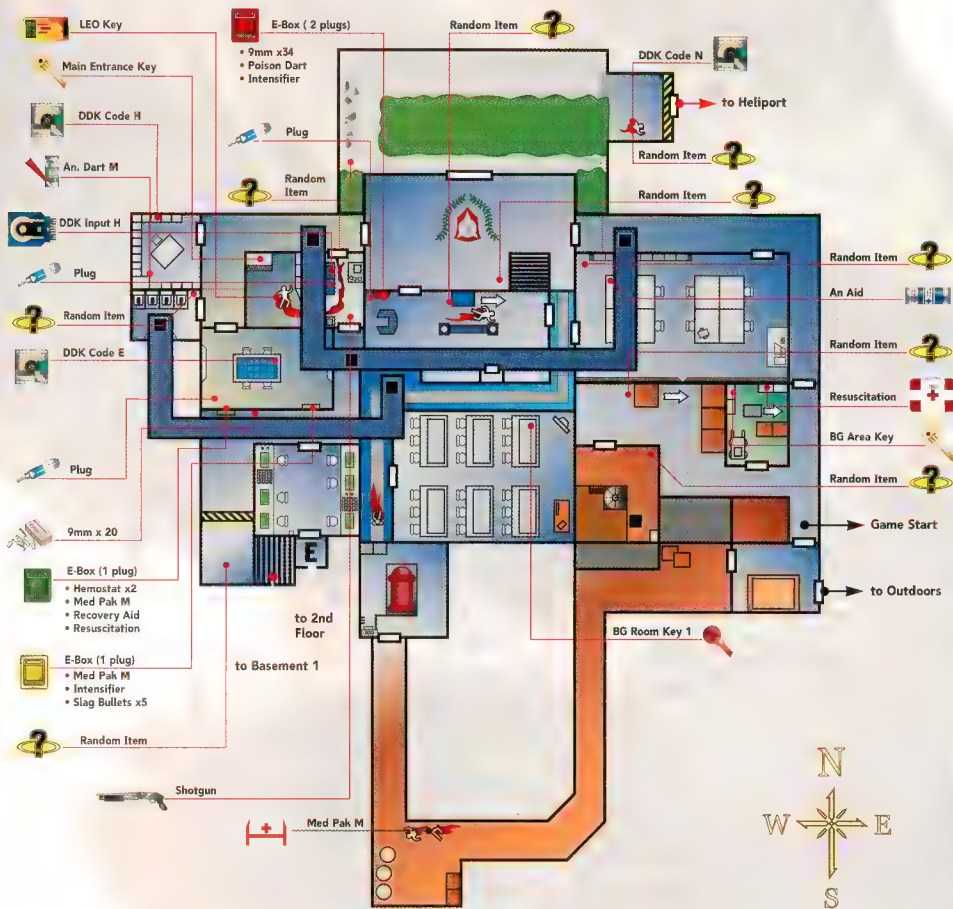 LEO Key
E-Box ( 2 plugs)
• 9mm x34
• Poison Dart
• Intensifier
Random Item
DDK Code N
Main Entrance Key
to Heliport
DDK Code H
Plug
Random Item
An. Dart M
Random
Item
Random Item
DDK Input H
Random Item
Plug
An Aid
Random Item
Random Item
DDK Code E
Resuscitation
BG Area Key
Plug
Random Item
9mm x 20
Game Start
E
E-Box (1 plug)
• Hemostat x2
• Med Pak M
• Recovery Aid
• Resuscitation
to Outdoors
to 2nd
Floor
BG Room Key 1
to Basement 1
E-Box (1 plug)
• Med Pak M
• Intensifier
• Slag Bullets x5
Random Item
Shotgun
Med Pak M
N
W
E
S